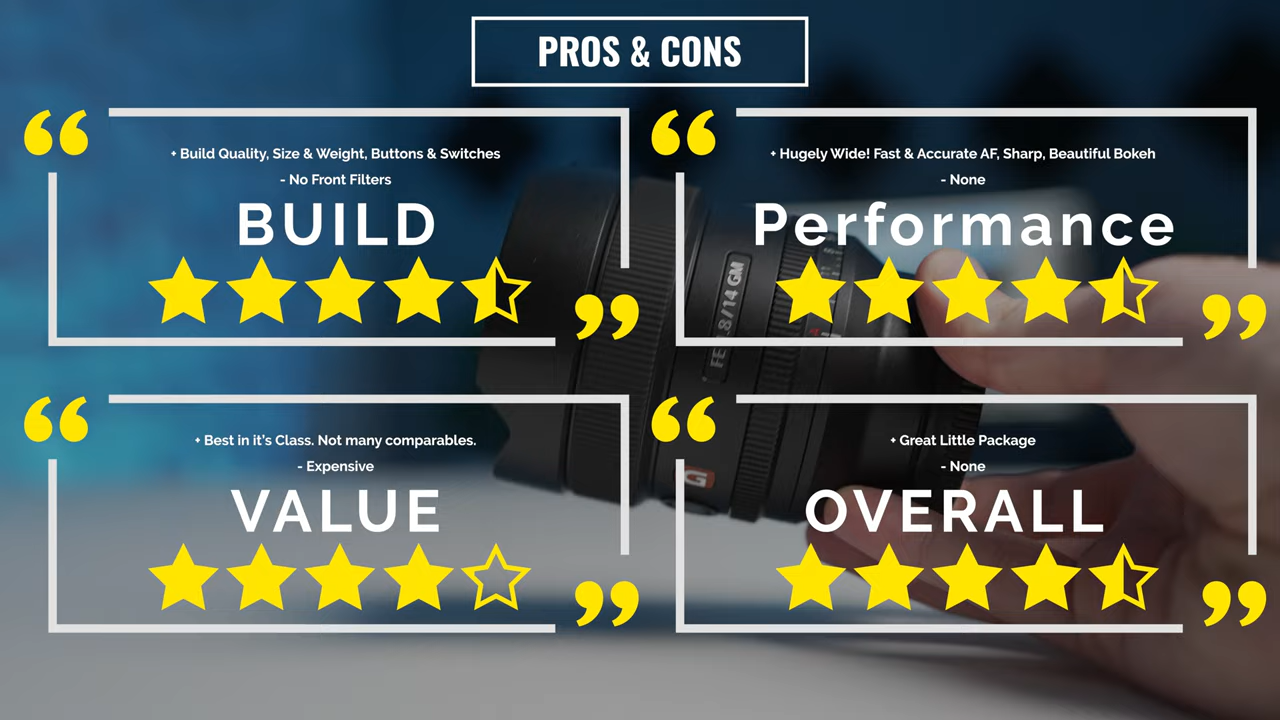 PROS & CONS
+ Build Quality, Size & Weight, Buttons & Switches
- No Front Filters
BUILD
+ Hugely Wide! Fast & Accurate AF, Sharp, Beautiful Bokeh
- None
Performance
FE 1.8/14 GM
G
+ Best in it's Class. Not many comparables.
- Expensive
VALUE
+ Great Little Package
- None
OVERALL